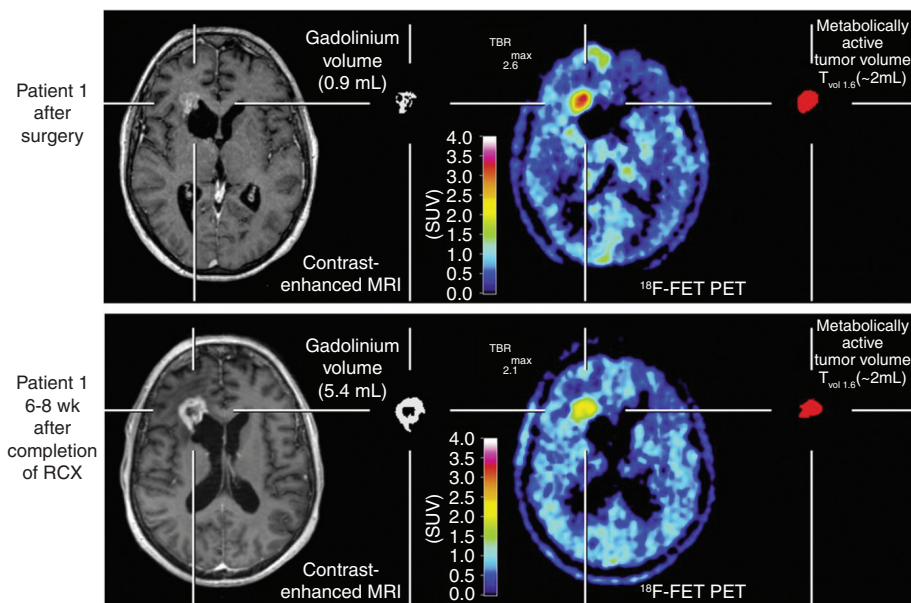 Patient 1
after
surgery
Gadolinium
volume
(0.9 mL)
Contrast-
enhanced MRI
4.0
3.5
3.0
2.5
2.0
1.5
1.0
0.5
0.0
(SUV)
TBR max
2.6
18F-FET PET
Metabolically
active
tumor volume
Tvol 1.6(~2mL)
Patient 1
6-8 wk
after
completion
of RCX
Gadolinium
volume
(5.4 mL)
Contrast-
enhanced MRI
4.0
3.5
3.0
2.5
2.0
1.5
1.0
0.5
0.0
(SUV)
TBR max
2.1
18F-FET PET
Metabolically
active
tumor volume
Tvol 1.6(~2mL)